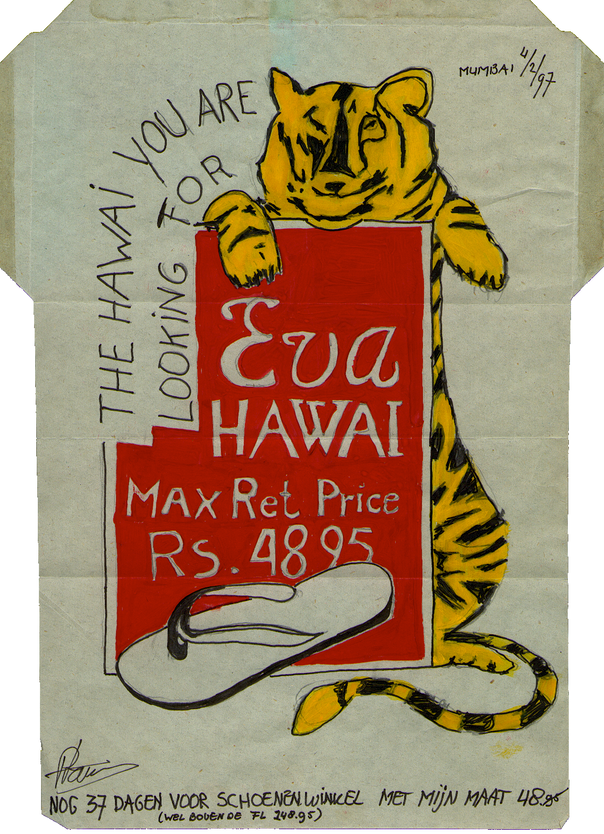 MUMBAI 4/2/97
THE HAWAI YOU ARE
LOOKING FOR
Eva
HAWAI
MAX Ret Price
Rs. 48 95
NOG 37 DAGEN VOOR SCHOENENWINKEL MET MIJN MAAT 48.95
(WEL BOVEN DE FL 248.95)